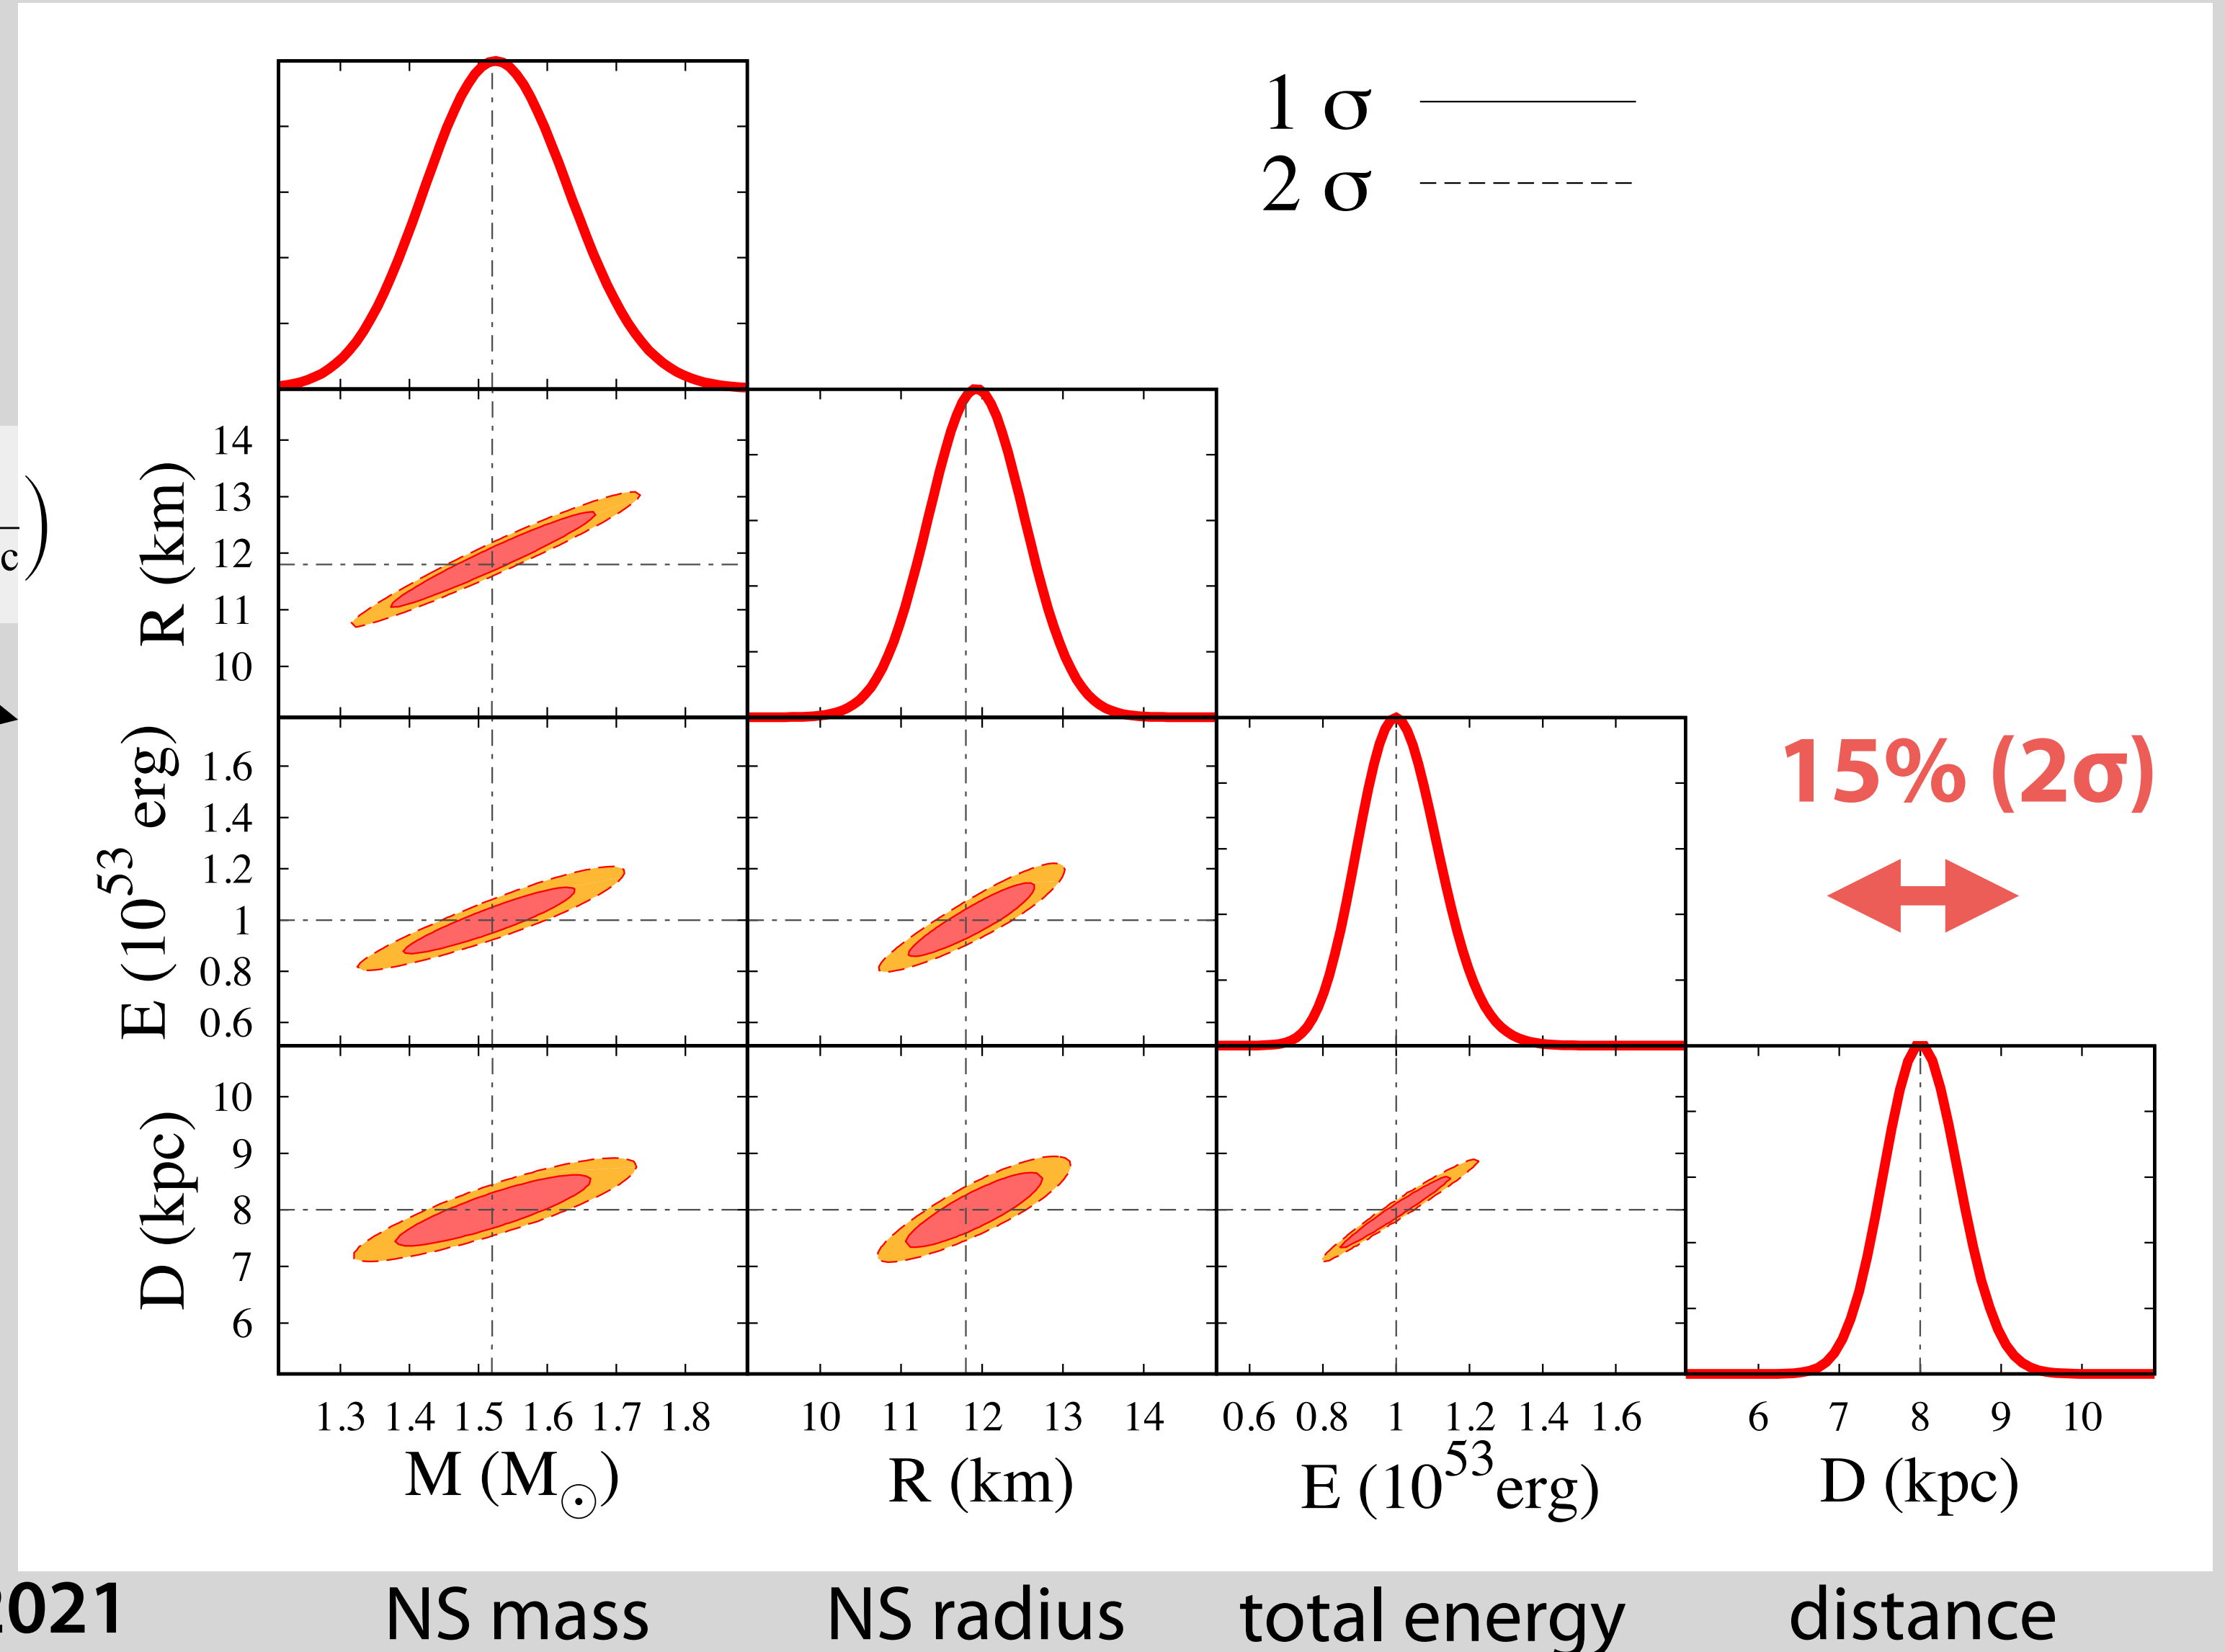 1 σ
2 σ
c )
R (km)
14
13
12
11
10
E (10^53 erg)
1.6
1.4
1.2
1
0.8
0.6
15% (2σ)
D (kpc)
10
9
8
7
6
1.3 1.4 1.5 1.6 1.7 1.8 10 11 12 13 14 0.6 0.8 1 1.2 1.4 1.6 6 7 8 9 10
M (M☉) R (km) E (10^53 erg) D (kpc)
2021 NS mass NS radius total energy distance